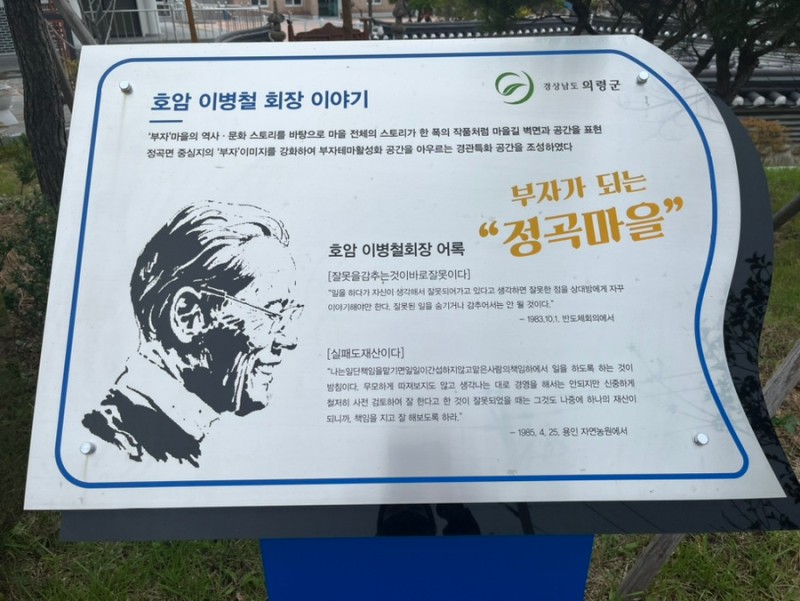 호암 이병철 회장 이야기
경상남도 의령군
'부자'마을의 역사 · 문화 스토리를 바탕으로 마을 전체의 스토리가 한 폭의 작품처럼 마을길 벽면과 공간을 표현
정곡면 중심지의 '부자'이미지를 강화하여 부자테마활성화 공간을 아우르는 경관특화 공간을 조성하였다
부자가 되는
“정곡마을”
호암 이병철회장 어록
[잘못을감추는것이바로잘못이다]
“일을 하다가 자신이 생각해서 잘못되어가고 있다고 생각하면 잘못한 점을 상대방에게 자꾸
이야기해야만 한다. 잘못된 일을 숨기거나 감추어서는 안 될 것이다.”
- 1983.10.1. 반도체회의에서
[실패도재산이다]
“나는일단책임을맡기면일일이간섭하지않고맡은사람의책임하에서 일을 하도록 하는 것이
방침이다. 무모하게 따져보지도 않고 생각나는 대로 경영을 해서는 안되지만 신중하게
철저히 사전 검토하여 잘 한다고 한 것이 잘못되었을 때는 그것도 나중에 하나의 재산이
되니까, 책임을 지고 잘 해보도록 하라.”
- 1985. 4. 25. 용인 자연농원에서